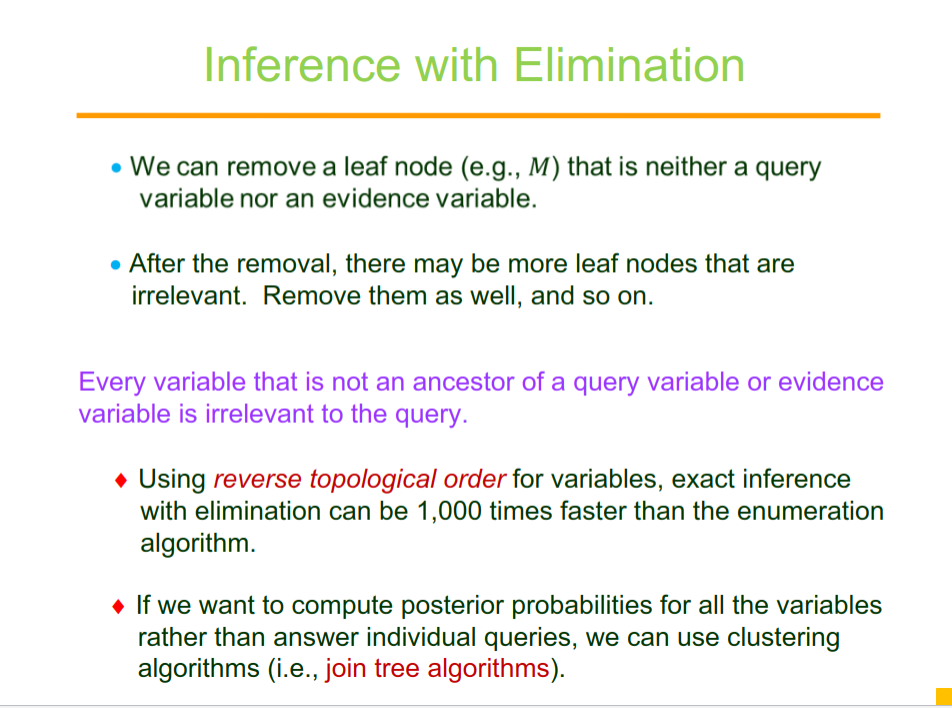 Inference with Elimination
• We can remove a leaf node (e.g., M) that is neither a query
variable nor an evidence variable.
• After the removal, there may be more leaf nodes that are
irrelevant. Remove them as well, and so on.
Every variable that is not an ancestor of a query variable or evidence
variable is irrelevant to the query.
♦ Using reverse topological order for variables, exact inference
with elimination can be 1,000 times faster than the enumeration
algorithm.
♦ If we want to compute posterior probabilities for all the variables
rather than answer individual queries, we can use clustering
algorithms (i.e., join tree algorithms).